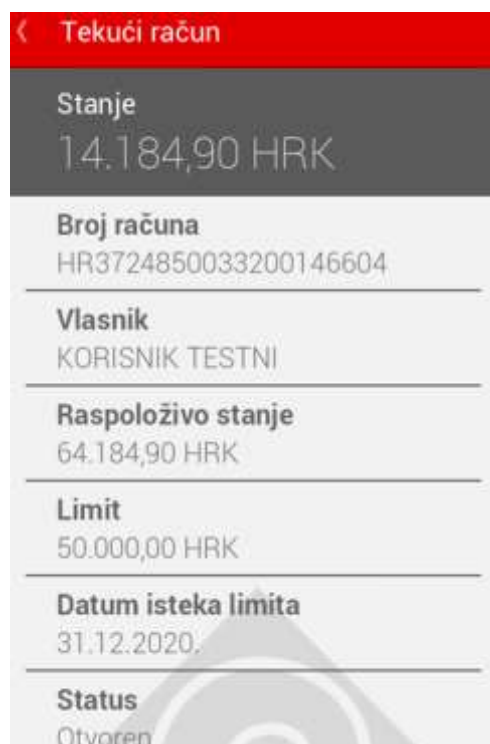 Tekući račun
Stanje
14.184,90 HRK
Broj računa
HR3724850033200146604
Vlasnik
KORISNIK TESTNI
Raspoloživo stanje
64.184,90 HRK
Limit
50.000,00 HRK
Datum isteka limita
31.12.2020.
Status
Otvoren